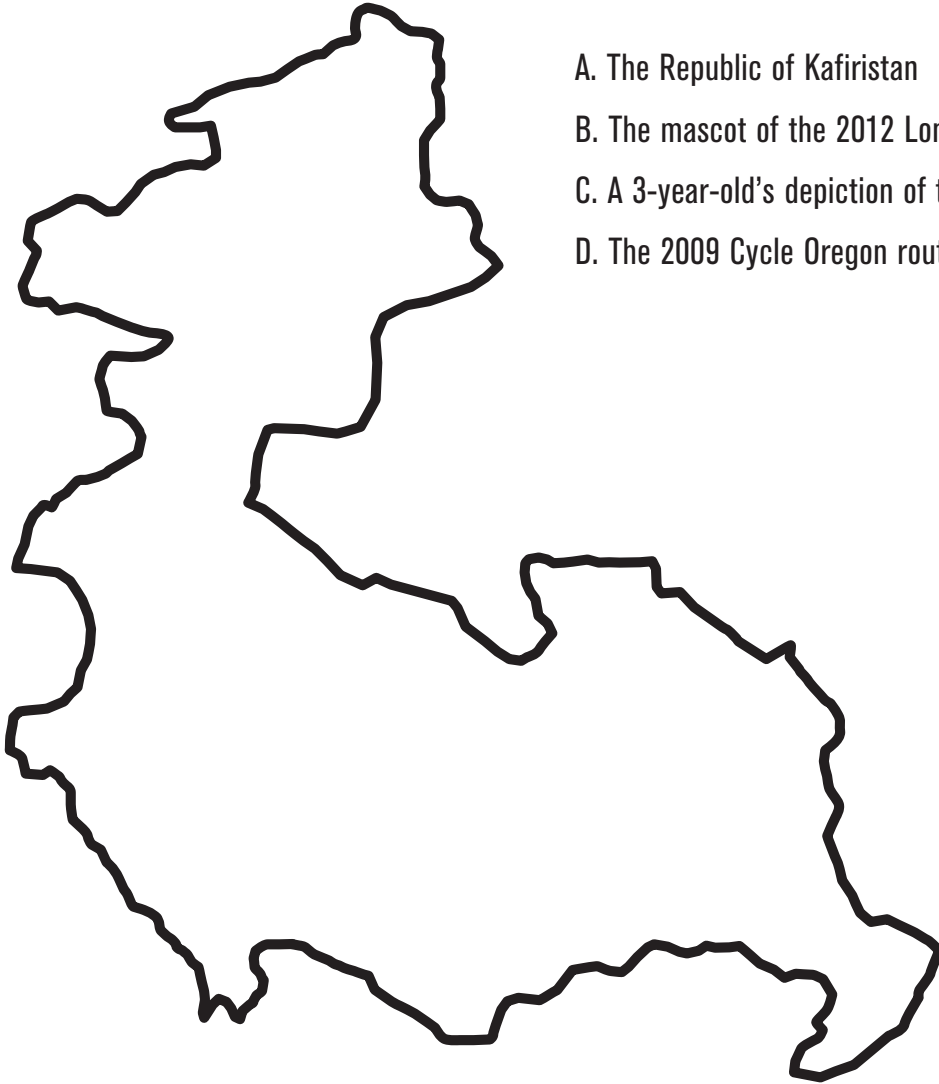 A. The Republic of Kafiristan
B. The mascot of the 2012 Lon
C. A 3-year-old’s depiction of t
D. The 2009 Cycle Oregon rout